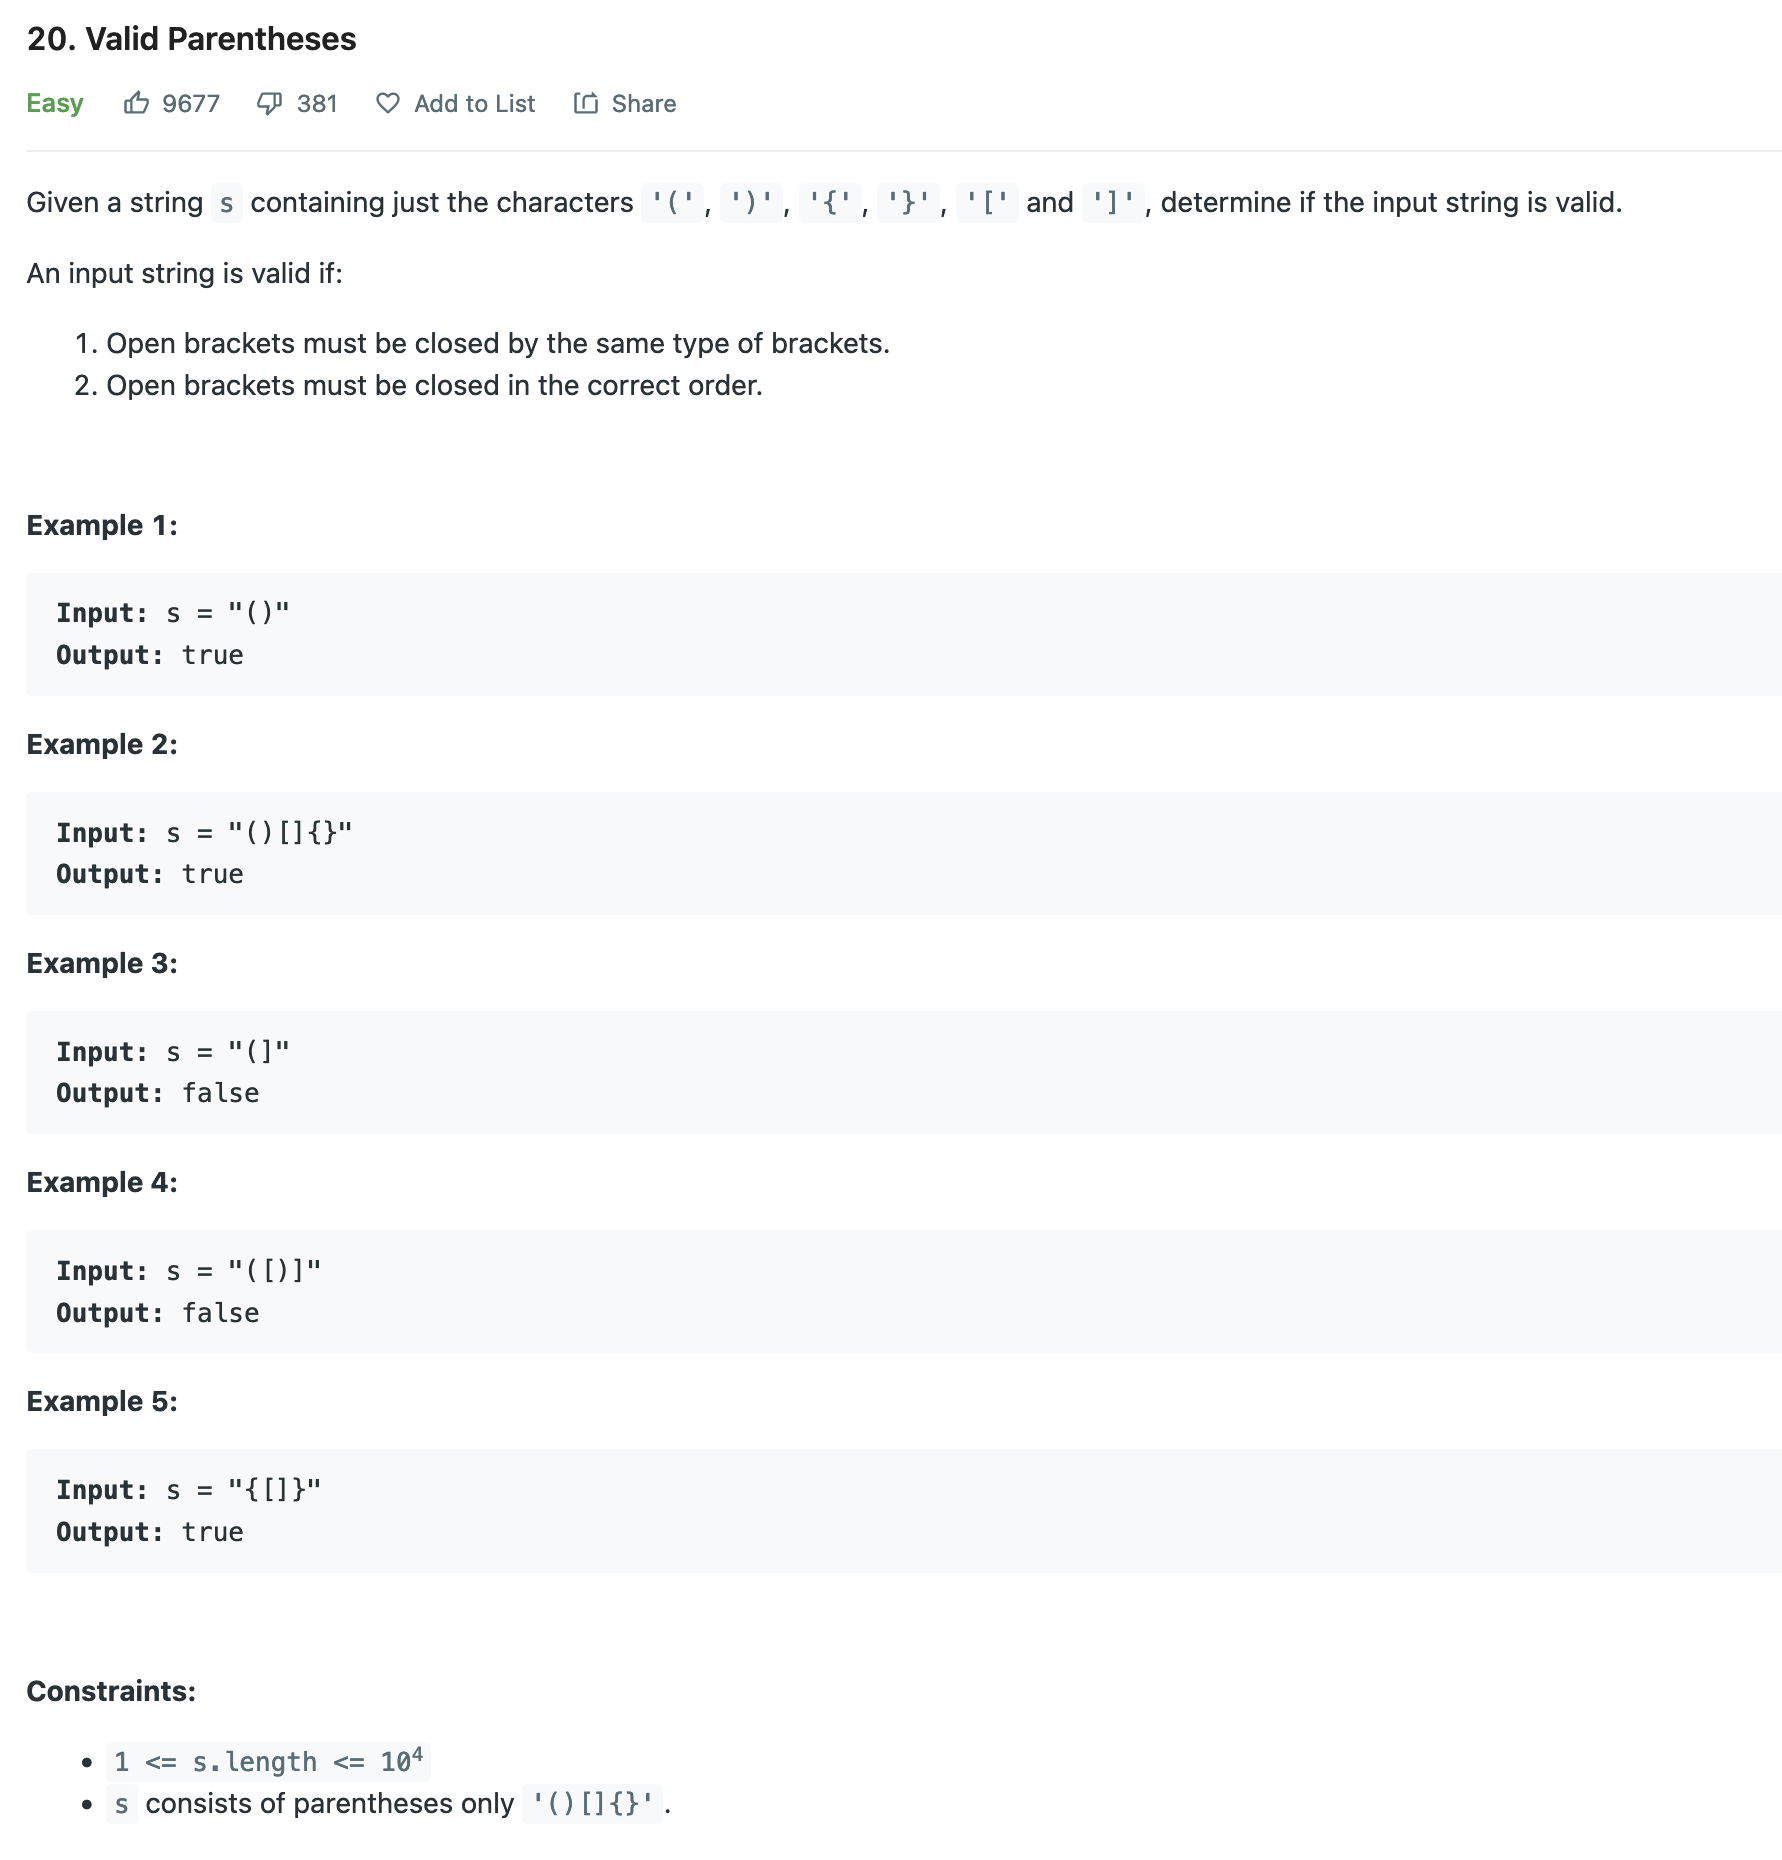 20. Valid Parentheses
Easy 9677 381 Add to List Share
Given a string s containing just the characters '(', ')', '{', '}', '[' and ']', determine if the input string is valid.
An input string is valid if:
1. Open brackets must be closed by the same type of brackets.
2. Open brackets must be closed in the correct order.
Example 1:
Input: s = "()"
Output: true
Example 2:
Input: s = "()[]{}"
Output: true
Example 3:
Input: s = "(]"
Output: false
Example 4:
Input: s = "([)]"
Output: false
Example 5:
Input: s = "{[]}"
Output: true
Constraints:
• 1 <= s.length <= 10⁴
• s consists of parentheses only '()[]{}'.